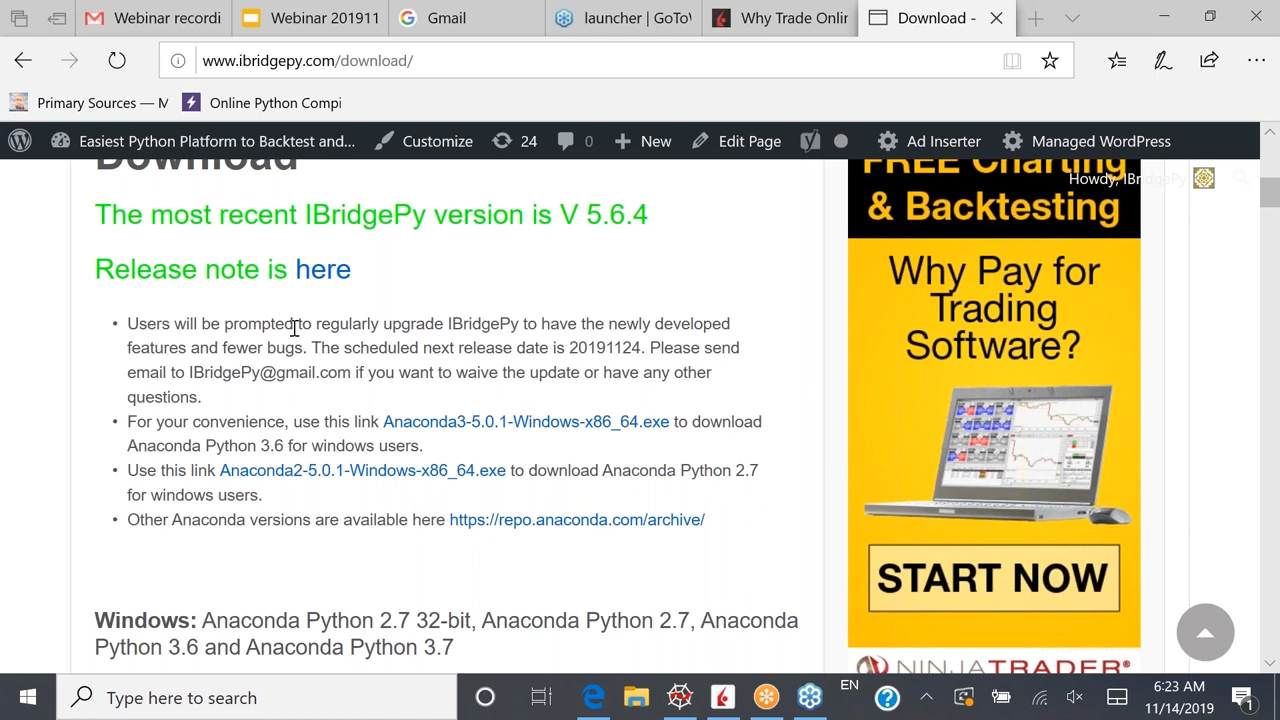 Webinar recordi
Webinar 201911
Gmail
launcher | GoToV
Why Trade Onlin
Download -
www.ibridgepy.com/download/
Primary Sources — M
Online Python Compi
Easiest Python Platform to Backtest and...
Customize
24
0
New
Edit Page
Ad Inserter
Managed WordPress
Howdy, IBridgePy
Download
The most recent IBridgePy version is V 5.6.4
Release note is here
• Users will be prompted to regularly upgrade IBridgePy to have the newly developed
features and fewer bugs. The scheduled next release date is 20191124. Please send
email to IBridgePy@gmail.com if you want to waive the update or have any other
questions.
• For your convenience, use this link Anaconda3-5.0.1-Windows-x86_64.exe to download
Anaconda Python 3.6 for windows users.
• Use this link Anaconda2-5.0.1-Windows-x86_64.exe to download Anaconda Python 2.7
for windows users.
• Other Anaconda versions are available here https://repo.anaconda.com/archive/
Windows: Anaconda Python 2.7 32-bit, Anaconda Python 2.7, Anaconda
Python 3.6 and Anaconda Python 3.7
FREE Charting
& Backtesting
Why Pay for
Trading
Software?
START NOW
NINJATRADER®
Type here to search
EN
6:23 AM
11/14/2019
1